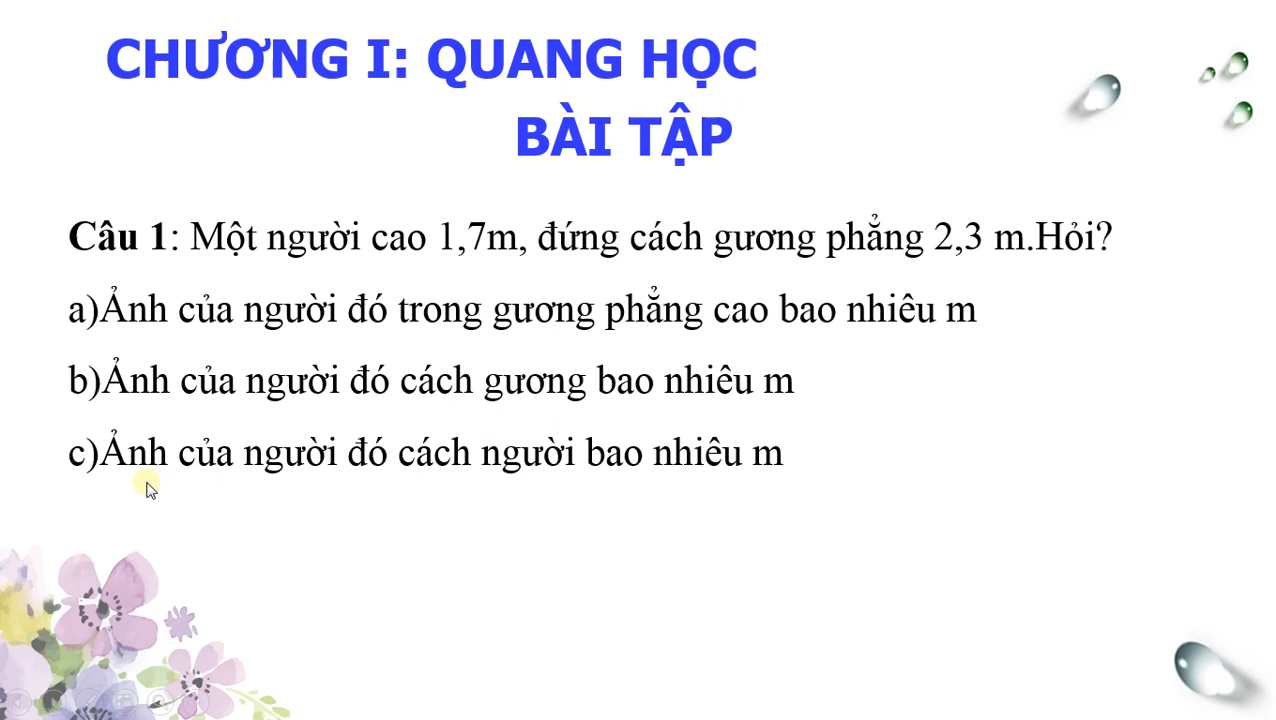 CHƯƠNG I: QUANG HỌC
BÀI TẬP
Câu 1: Một người cao 1,7m, đứng cách gương phẳng 2,3 m.Hỏi?
a)Ảnh của người đó trong gương phẳng cao bao nhiêu m
b)Ảnh của người đó cách gương bao nhiêu m
c)Ảnh của người đó cách người bao nhiêu m